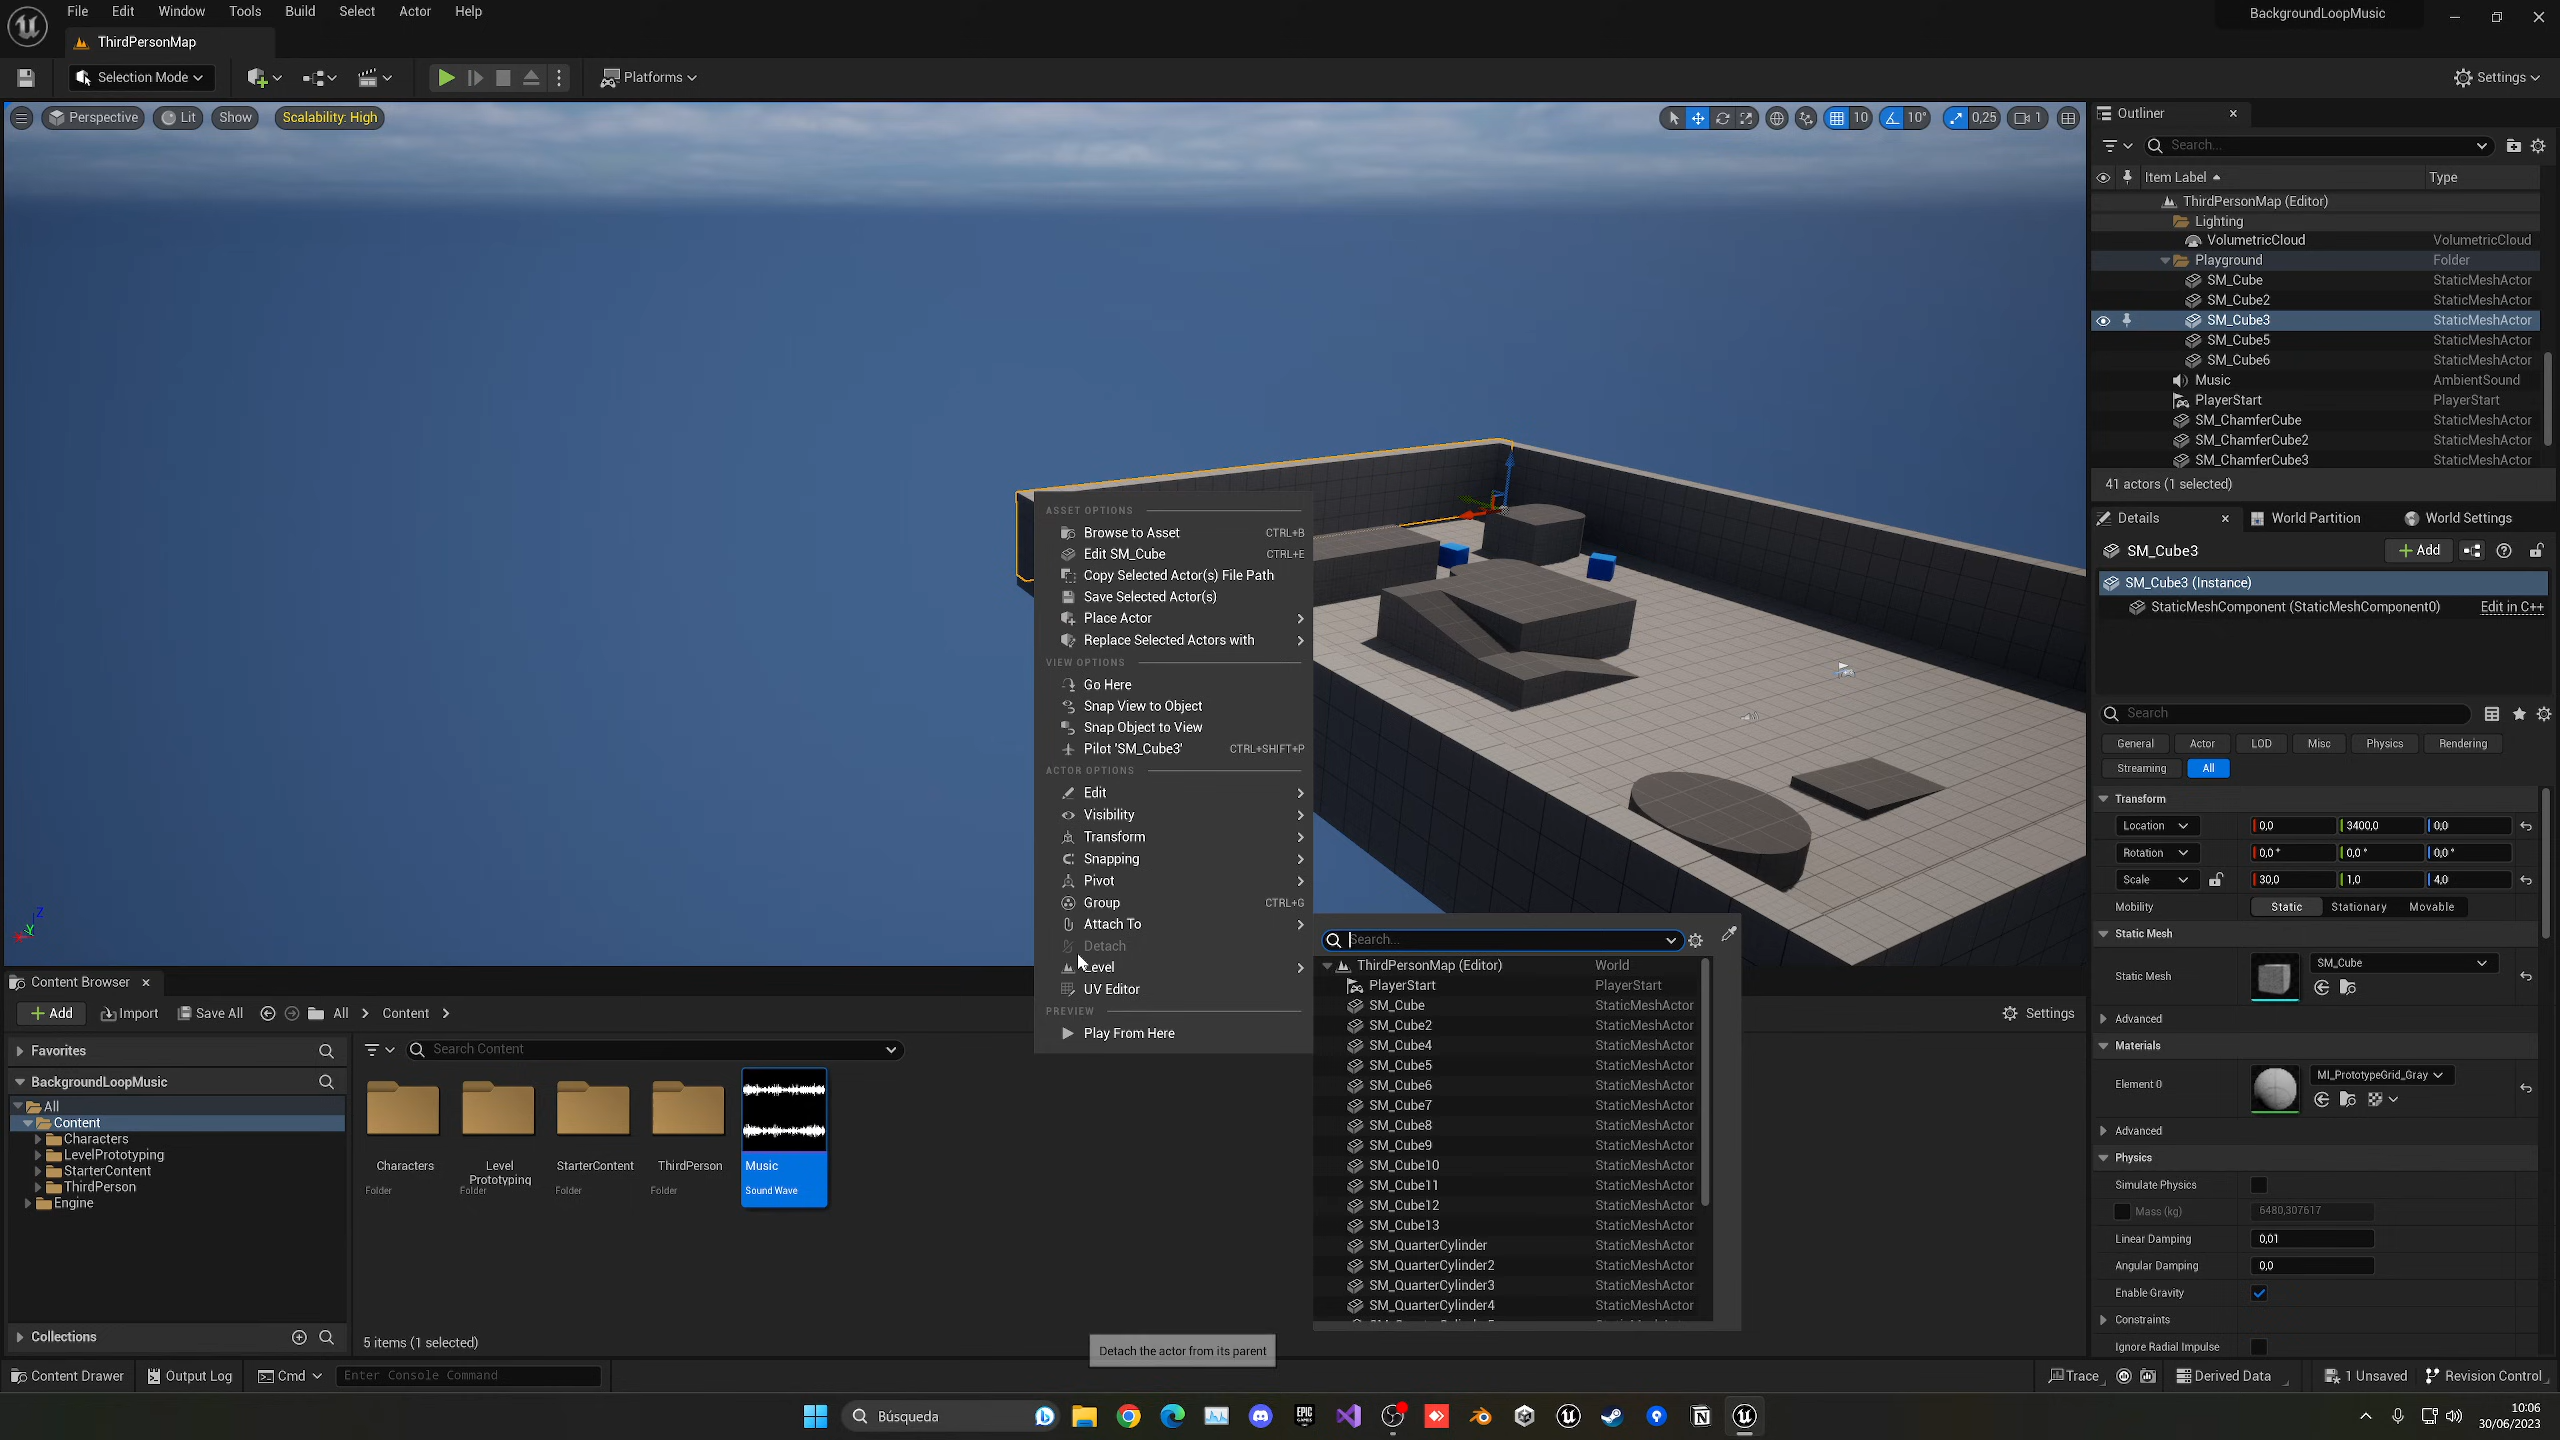 File Edit Window Tools Build Select Actor Help
BackgroundLoopMusic
ThirdPersonMap
Selection Mode
Platforms
Settings
Perspective Lit Show Scalability: High
10 10° 0,25 1
Outliner
Search...
Item Label Type
ThirdPersonMap (Editor)
Lighting
VolumetricCloud VolumetricCloud
Playground Folder
SM_Cube StaticMeshActor
SM_Cube2 StaticMeshActor
SM_Cube3 StaticMeshActor
SM_Cube5 StaticMeshActor
SM_Cube6 StaticMeshActor
Music AmbientSound
PlayerStart PlayerStart
SM_ChamferCube StaticMeshActor
SM_ChamferCube2 StaticMeshActor
SM_ChamferCube3 StaticMeshActor
41 actors (1 selected)
Details World Partition World Settings
SM_Cube3 Add
SM_Cube3 (Instance)
StaticMeshComponent (StaticMeshComponent0) Edit in C++
Search
General Actor LOD Misc Physics Rendering
Streaming All
Transform
Location 0,0 3400,0 0,0
Rotation 0,0 ° 0,0 ° 0,0 °
Scale 30,0 1,0 4,0
Mobility Static Stationary Movable
Static Mesh
Static Mesh SM_Cube
Advanced
Materials
Element 0 MI_PrototypeGrid_Gray
Advanced
Physics
Simulate Physics
Mass (kg) 6480,307617
Linear Damping 0,01
Angular Damping 0,0
Enable Gravity
Constraints
Ignore Radial Impulse
ASSET OPTIONS
Browse to Asset CTRL+B
Edit SM_Cube CTRL+E
Copy Selected Actor(s) File Path
Save Selected Actor(s)
Place Actor
Replace Selected Actors with
VIEW OPTIONS
Go Here
Snap View to Object
Snap Object to View
Pilot 'SM_Cube3' CTRL+SHIFT+P
ACTOR OPTIONS
Edit
Visibility
Transform
Snapping
Pivot
Group CTRL+G
Attach To
Detach
Level
UV Editor
PREVIEW
Play From Here
Search...
ThirdPersonMap (Editor) World
PlayerStart PlayerStart
SM_Cube StaticMeshActor
SM_Cube2 StaticMeshActor
SM_Cube4 StaticMeshActor
SM_Cube5 StaticMeshActor
SM_Cube6 StaticMeshActor
SM_Cube7 StaticMeshActor
SM_Cube8 StaticMeshActor
SM_Cube9 StaticMeshActor
SM_Cube10 StaticMeshActor
SM_Cube11 StaticMeshActor
SM_Cube12 StaticMeshActor
SM_Cube13 StaticMeshActor
SM_QuarterCylinder StaticMeshActor
SM_QuarterCylinder2 StaticMeshActor
SM_QuarterCylinder3 StaticMeshActor
SM_QuarterCylinder4 StaticMeshActor
Z
Y
X
Content Browser
Add Import Save All All Content Settings
Favorites
Search Content
BackgroundLoopMusic
All
Content
Characters
LevelPrototyping
StarterContent
ThirdPerson
Engine
Collections
Characters
Folder
Level
Prototyping
Folder
StarterContent
Folder
ThirdPerson
Folder
Music
Sound Wave
5 items (1 selected)
Detach the actor from its parent
Content Drawer Output Log Cmd Enter Console Command
Trace Derived Data 1 Unsaved Revision Control
Búsqueda
EPIC
GAMES
10:06
30/06/2023